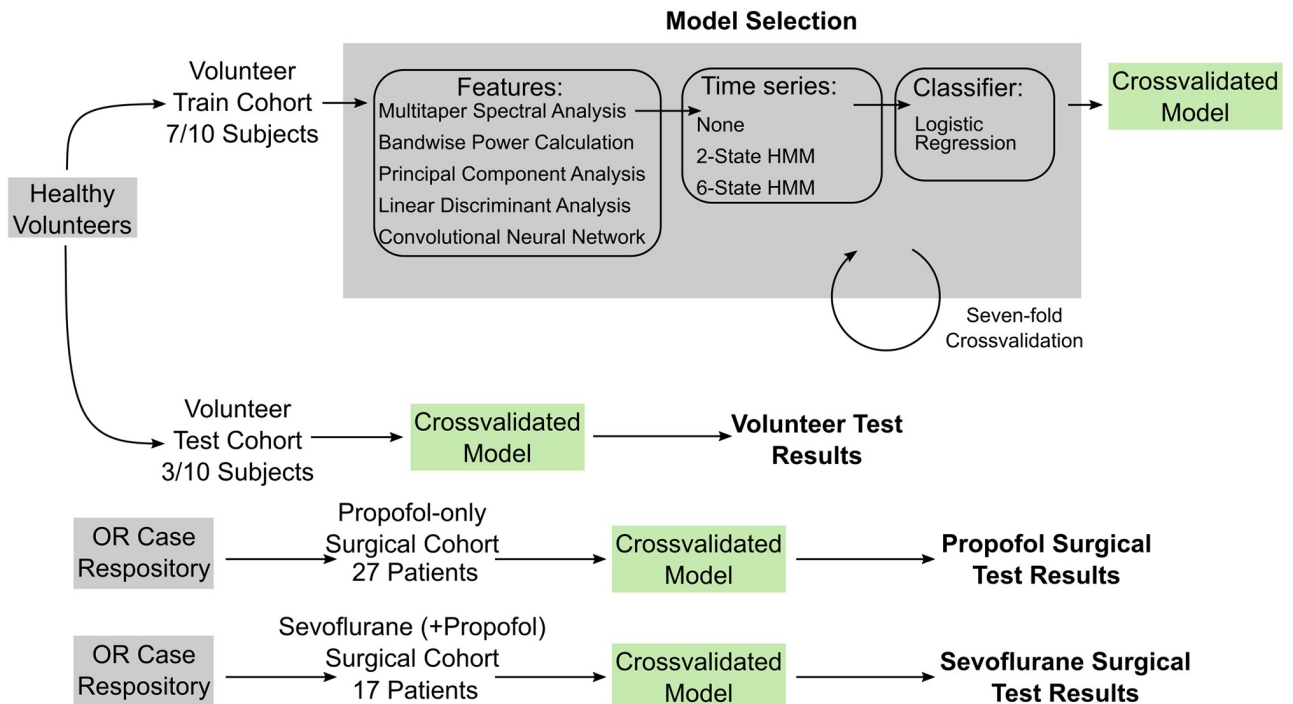 Model Selection
Volunteer
Train Cohort
7/10 Subjects
Features:
Multitaper Spectral Analysis
Bandwise Power Calculation
Principal Component Analysis
Linear Discriminant Analysis
Convolutional Neural Network
Time series:
None
2-State HMM
6-State HMM
Classifier:
Logistic
Regression
Crossvalidated
Model
Healthy
Volunteers
Seven-fold
Crossvalidation
Volunteer
Test Cohort
3/10 Subjects
Crossvalidated
Model
Volunteer Test
Results
OR Case
Respository
Propofol-only
Surgical Cohort
27 Patients
Crossvalidated
Model
Propofol Surgical
Test Results
OR Case
Respository
Sevoflurane (+Propofol)
Surgical Cohort
17 Patients
Crossvalidated
Model
Sevoflurane Surgical
Test Results